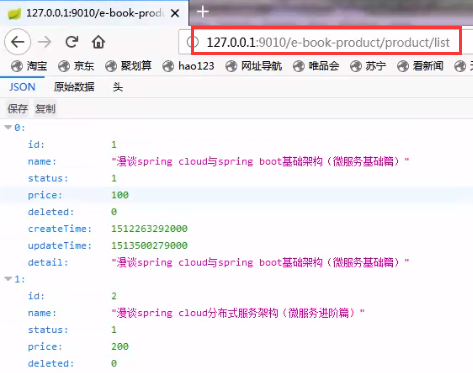 127.0.0.1:9010/e-book-product
127.0.0.1:9010/e-book-product/product/list
淘宝 京东 聚划算 hao123 网址导航 唯品会 苏宁 看新闻
JSON 原始数据 头
保存 复制
0:
id: 1
name: "漫谈spring cloud与spring boot基础架构（微服务基础篇）"
status: 1
price: 100
deleted: 0
createTime: 1512263292000
updateTime: 1513500279000
detail: "漫谈spring cloud与spring boot基础架构（微服务基础篇）"
1:
id: 2
name: "漫谈spring cloud分布式服务架构（微服务进阶篇）"
status: 1
price: 200
deleted: 0